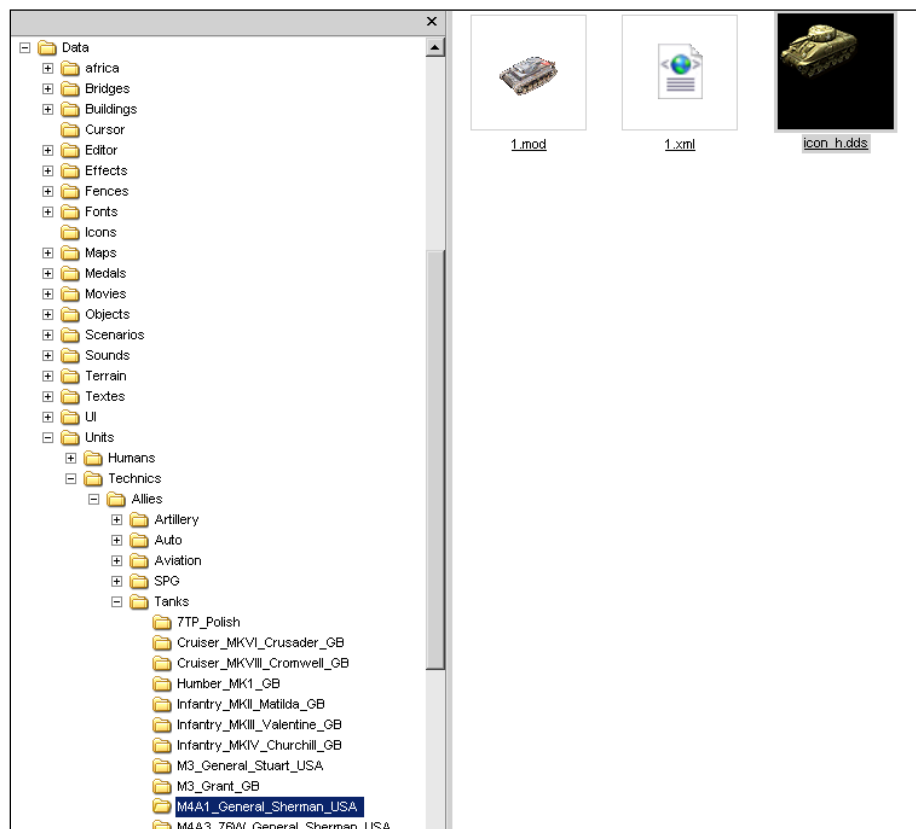 Data
africa
Bridges
Buildings
Cursor
Editor
Effects
Fences
Fonts
Icons
Maps
Medals
Movies
Objects
Scenarios
Sounds
Terrain
Textes
UI
Units
Humans
Technics
Allies
Artillery
Auto
Aviation
SPG
Tanks
7TP_Polish
Cruiser_MKVI_Crusader_GB
Cruiser_MKVIII_Cromwell_GB
Humber_MK1_GB
Infantry_MKII_Matilda_GB
Infantry_MKIII_Valentine_GB
Infantry_MKIV_Churchill_GB
M3_General_Stuart_USA
M3_Grant_GB
M4A1_General_Sherman_USA
M4A3_76W_General_Sherman_USA
1.mod
1.xml
icon_h.dds